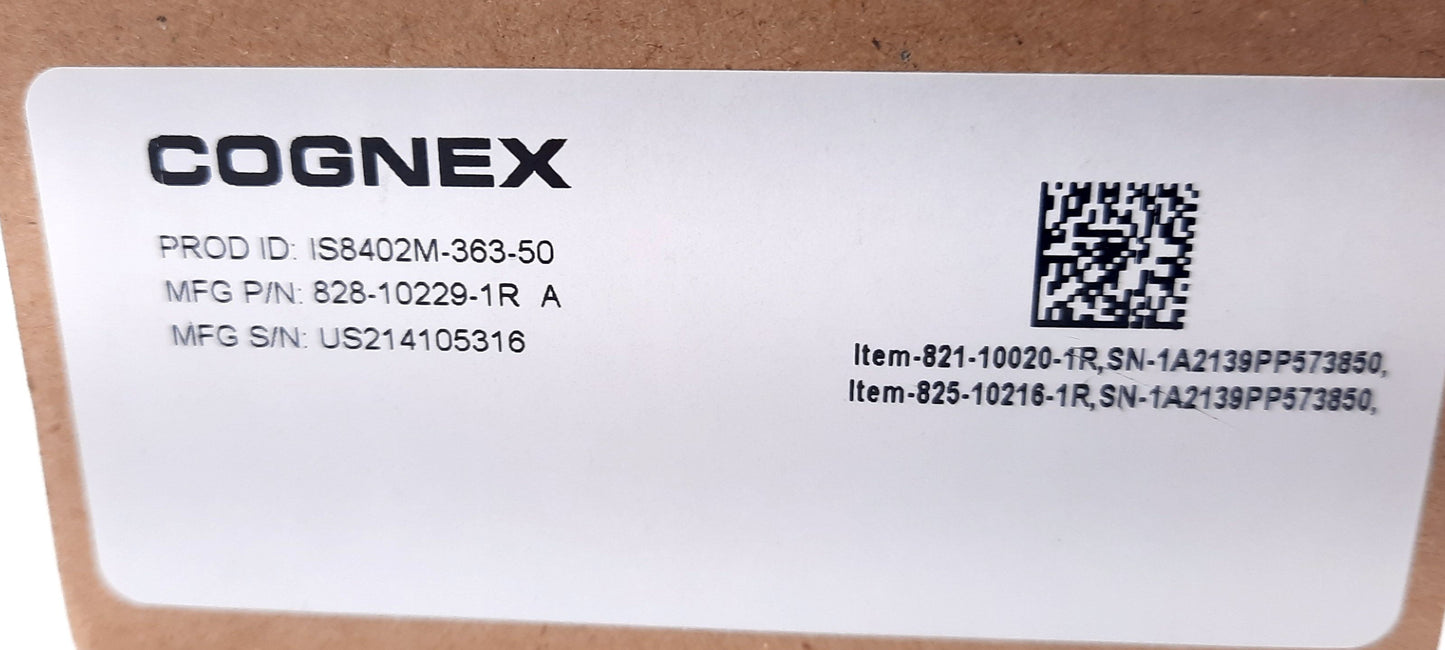 COGNEX
PROD ID: IS8402M-363-50
MFG P/N: 828-10229-1R A
MFG S/N: US214105316
Item-821-10020-1R,SN-1A2139PP573850,
Item-825-10216-1R,SN-1A2139PP573850,